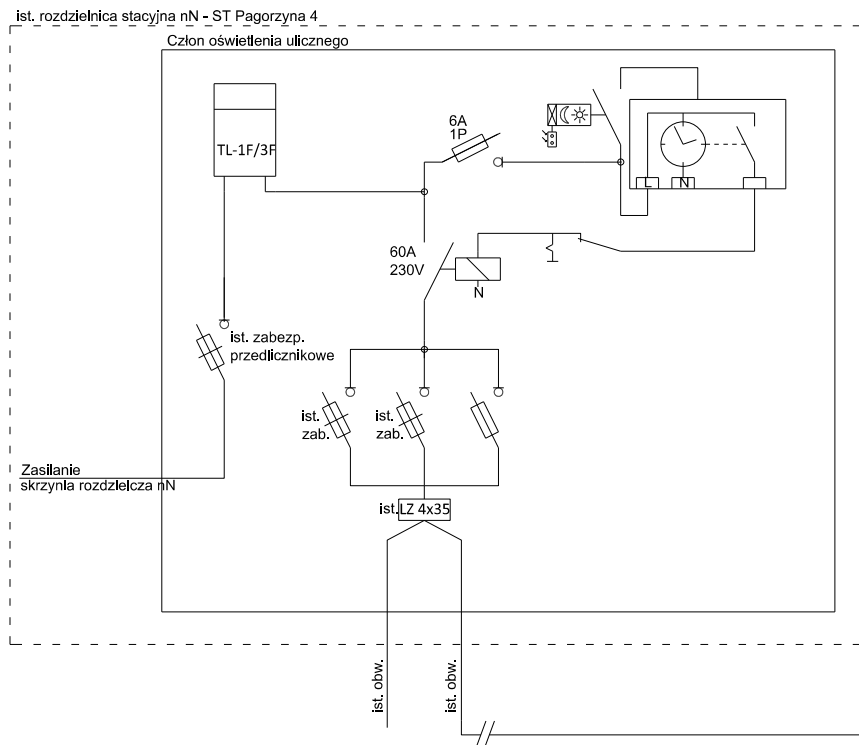 ist. rozdzielnica stacyjna nN - ST Pagorzyna 4
Człon oświetlenia ulicznego
6A
1P
TL-1F/3F
L
N
60A
230V
N
ist. zabezp.
przedlicznikowe
ist.
zab.
ist.
zab.
Zasilanie
skrzynia rozdzielcza nN
ist.
LZ 4x35
ist. obw.
ist. obw.